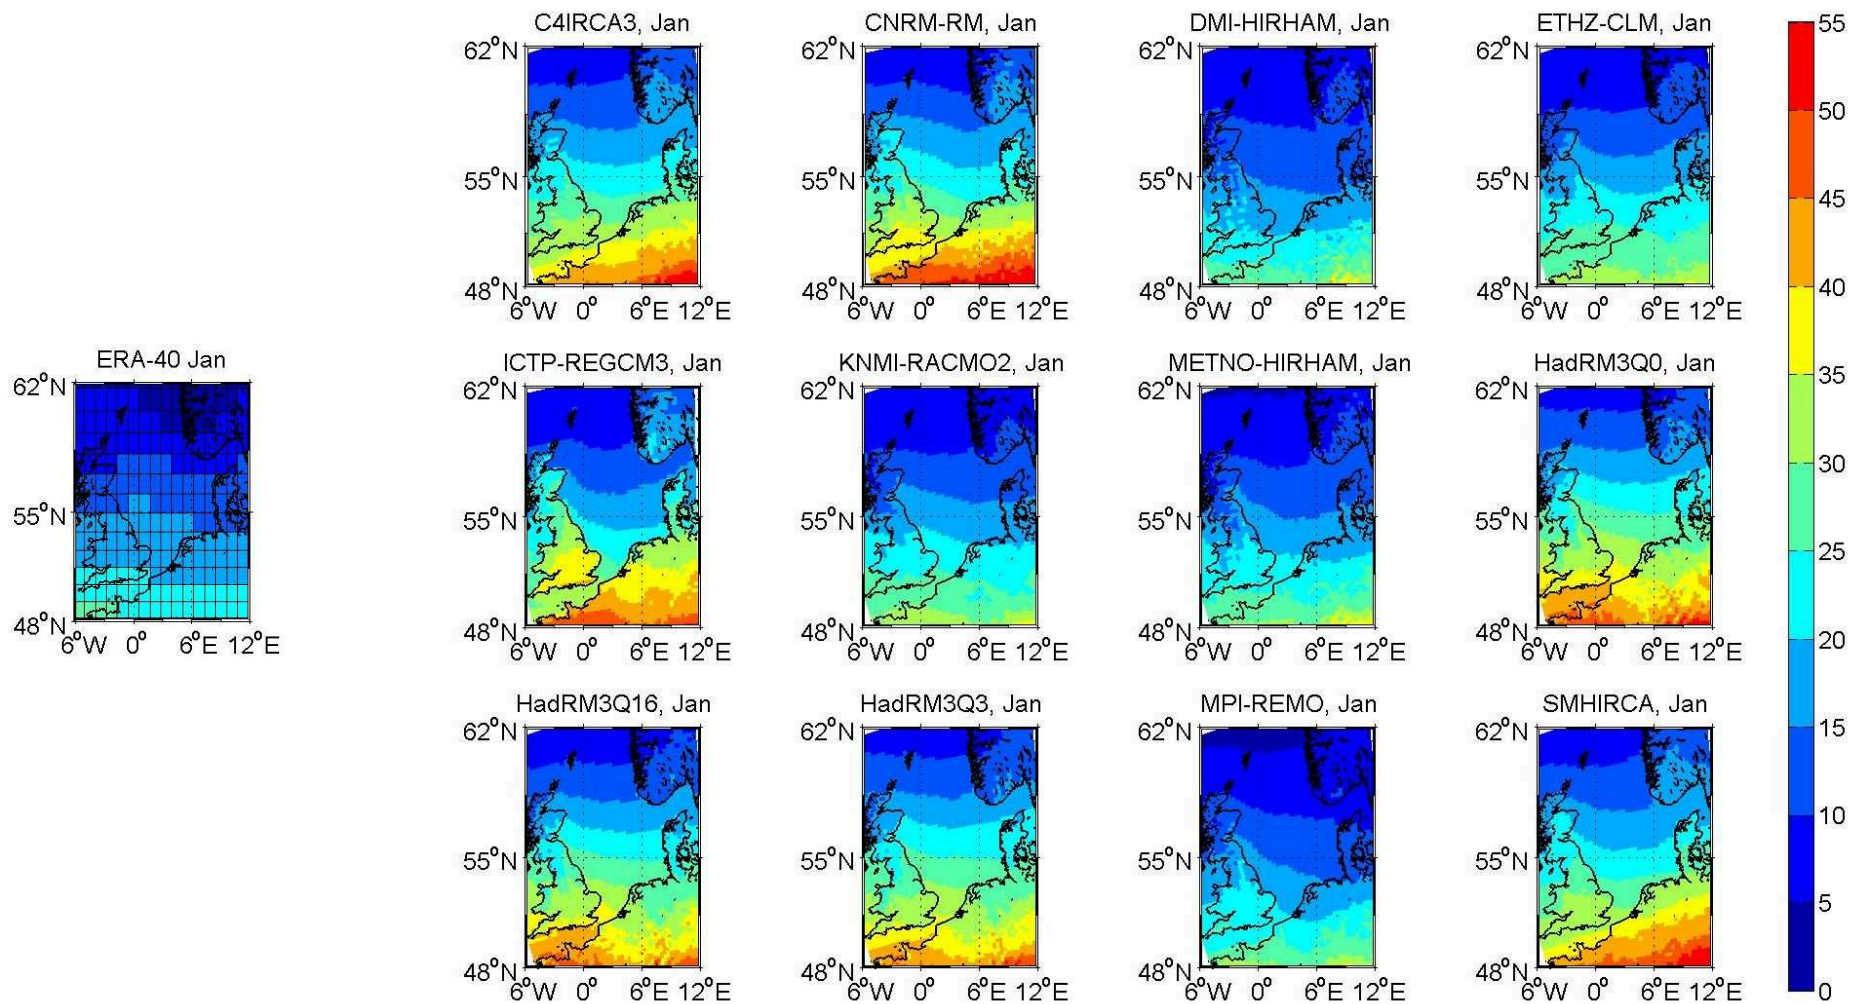 C4IRCA3, Jan
CNRM-RM, Jan
DMI-HIRHAM, Jan
ETHZ-CLM, Jan
62°N
55°N
48°N
6°W 0° 6°E 12°E
62°N
55°N
48°N
6°W 0° 6°E 12°E
62°N
55°N
48°N
6°W 0° 6°E 12°E
62°N
55°N
48°N
6°W 0° 6°E 12°E
ERA-40 Jan
62°N
55°N
48°N
6°W 0° 6°E 12°E
ICTP-REGCM3, Jan
KNMI-RACMO2, Jan
METNO-HIRHAM, Jan
HadRM3Q0, Jan
62°N
55°N
48°N
6°W 0° 6°E 12°E
62°N
55°N
48°N
6°W 0° 6°E 12°E
62°N
55°N
48°N
6°W 0° 6°E 12°E
62°N
55°N
48°N
6°W 0° 6°E 12°E
HadRM3Q16, Jan
HadRM3Q3, Jan
MPI-REMO, Jan
SMHIRCA, Jan
62°N
55°N
48°N
6°W 0° 6°E 12°E
62°N
55°N
48°N
6°W 0° 6°E 12°E
62°N
55°N
48°N
6°W 0° 6°E 12°E
62°N
55°N
48°N
6°W 0° 6°E 12°E
55
50
45
40
35
30
25
20
15
10
5
0